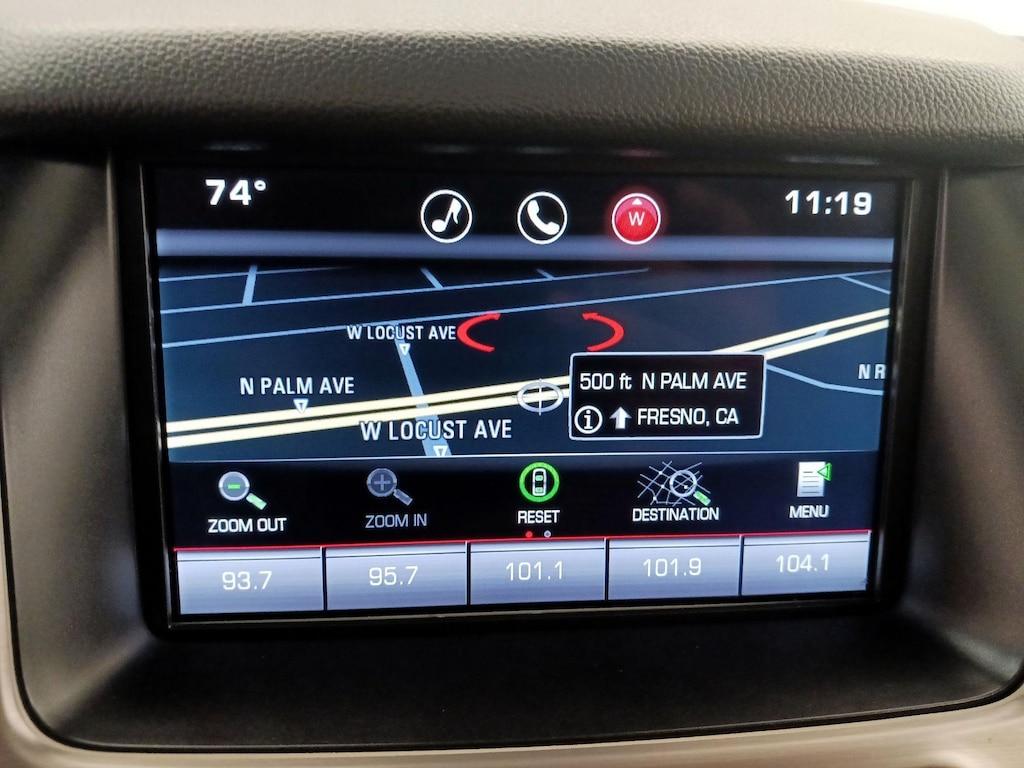 74°
11:19
W
W LOCUST AVE
N PALM AVE
500 ft N PALM AVE
FRESNO, CA
N R
W LOCUST AVE
ZOOM OUT
ZOOM IN
RESET
DESTINATION
MENU
93.7
95.7
101.1
101.9
104.1